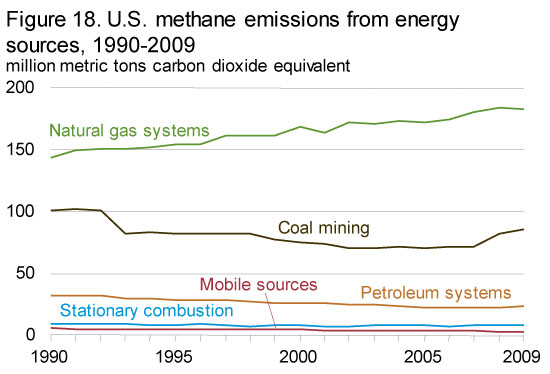 Figure 18. U.S. methane emissions from energy
sources, 1990-2009
million metric tons carbon dioxide equivalent
200
Natural gas systems
150
100
Coal mining
50
Mobile sources
Petroleum systems
Stationary combustion
0
1990 1995 2000 2005 2009